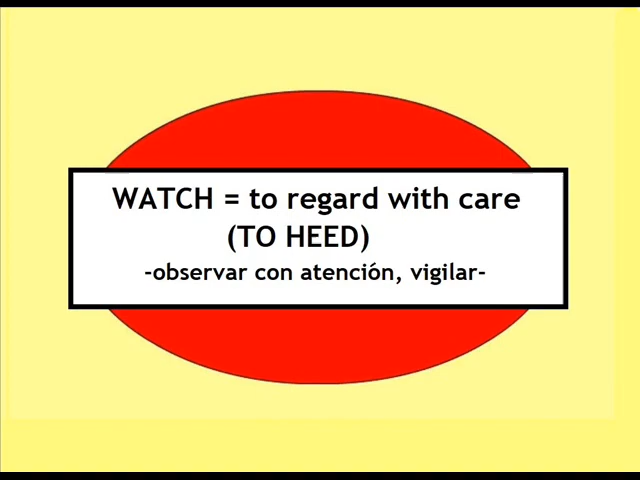 WATCH = to regard with care
(TO HEED)
-observar con atención, vigilar-